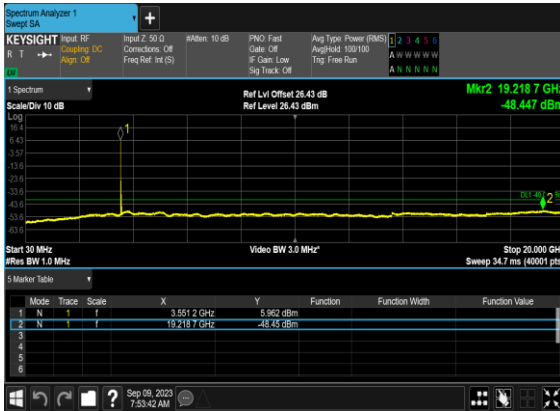 Spectrum Analyzer 1
Swept SA
+
KEYSIGHT Input: RF Input Z: 50 Ω #Atten: 10 dB PNO: Fast Avg Type: Power (RMS) 1 2 3 4 5 6
R T Coupling: DC Corrections: Off Gate: Off Avg|Hold: 100/100 A W W W W W
Align: Off Freq Ref: Int (S) IF Gain: Low Trig: Free Run
Sig Track: Off A N N N N N
1 Spectrum
Scale/Div 10 dB
Ref Lvl Offset 26.43 dB
Ref Level 26.43 dBm
Mkr2 19.218 7 GHz
-48.447 dBm
Log
16.4
6.43
-3.57
-13.6
-23.6
-33.6
-43.6
-53.6
-63.6
1
2
Start 30 MHz Video BW 3.0 MHz* Stop 20.000 GHz
#Res BW 1.0 MHz Sweep 34.7 ms (40001 pts)
5 Marker Table
Mode Trace Scale X Y Function Function Width Function Value
1 N 1 f 3.551 2 GHz 5.962 dBm
2 N 1 f 19.218 7 GHz -48.45 dBm
3
4
5
6
? Sep 09, 2023
7:53:42 AM